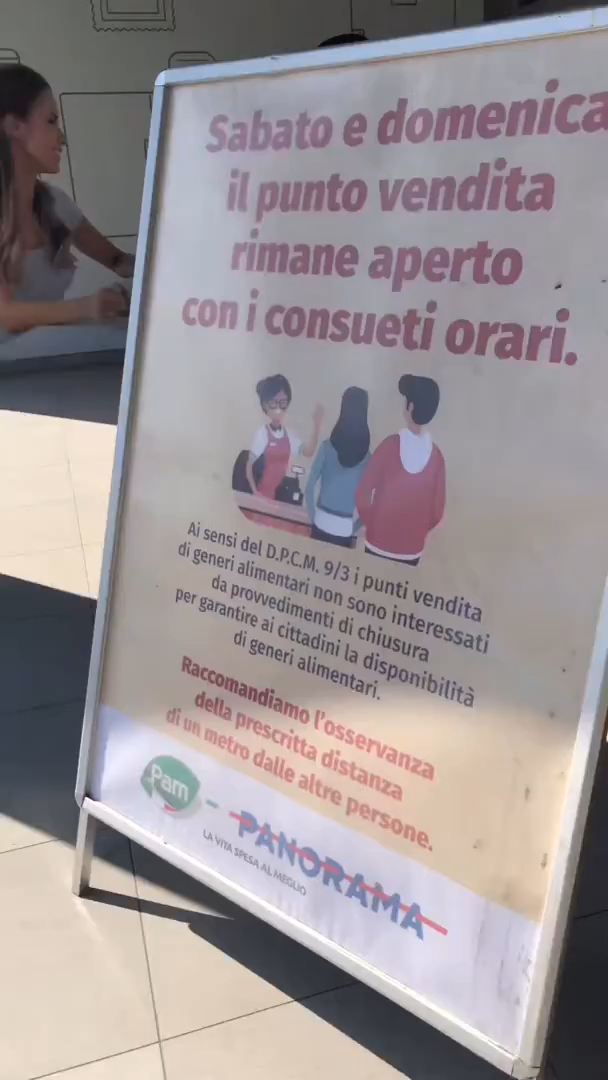 Sabato e domenica
il punto vendita
rimane aperto
con i consueti orari.
Ai sensi del D.P.C.M. 9/3 i punti vendita
di generi alimentari non sono interessati
da provvedimenti di chiusura
per garantire ai cittadini la disponibilità
di generi alimentari.
Raccomandiamo l'osservanza
della prescritta distanza
di un metro dalle altre persone.
Pam - PANORAMA
LA VITA SPESA AL MEGLIO